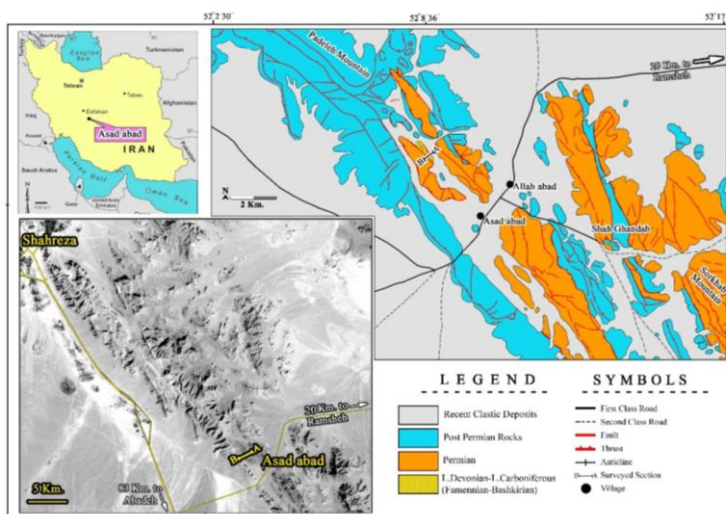 52°2'30"
52°8'36"
52°17'
Caspian
Sea
Turkmenistan
Tehran
Tabas
Esfahan
Afghanistan
Iraq
Asad abad
IRAN
Kuwait
Saudi Arabia
Persian Gulf
Qatar
Oman Sea
Padeleh Mountain
20 Km. to
Ramsheh
B
A
N
2 Km.
Allah abad
Asad abad
Shah Ghandab
Sorkhab
Mountain
Shahreza
20 Km. to
Ramsheh
B
A
Asad abad
5 Km.
83 Km. to
Abadeh
LEGEND
Recent Clastic Deposits
Post Permian Rocks
Permian
L.Devonian-L.Carboniferous
(Famennian-Bashkirian)
SYMBOLS
First Class Road
Second Class Road
Fault
Thrust
Anticline
Surveyed Section
Village